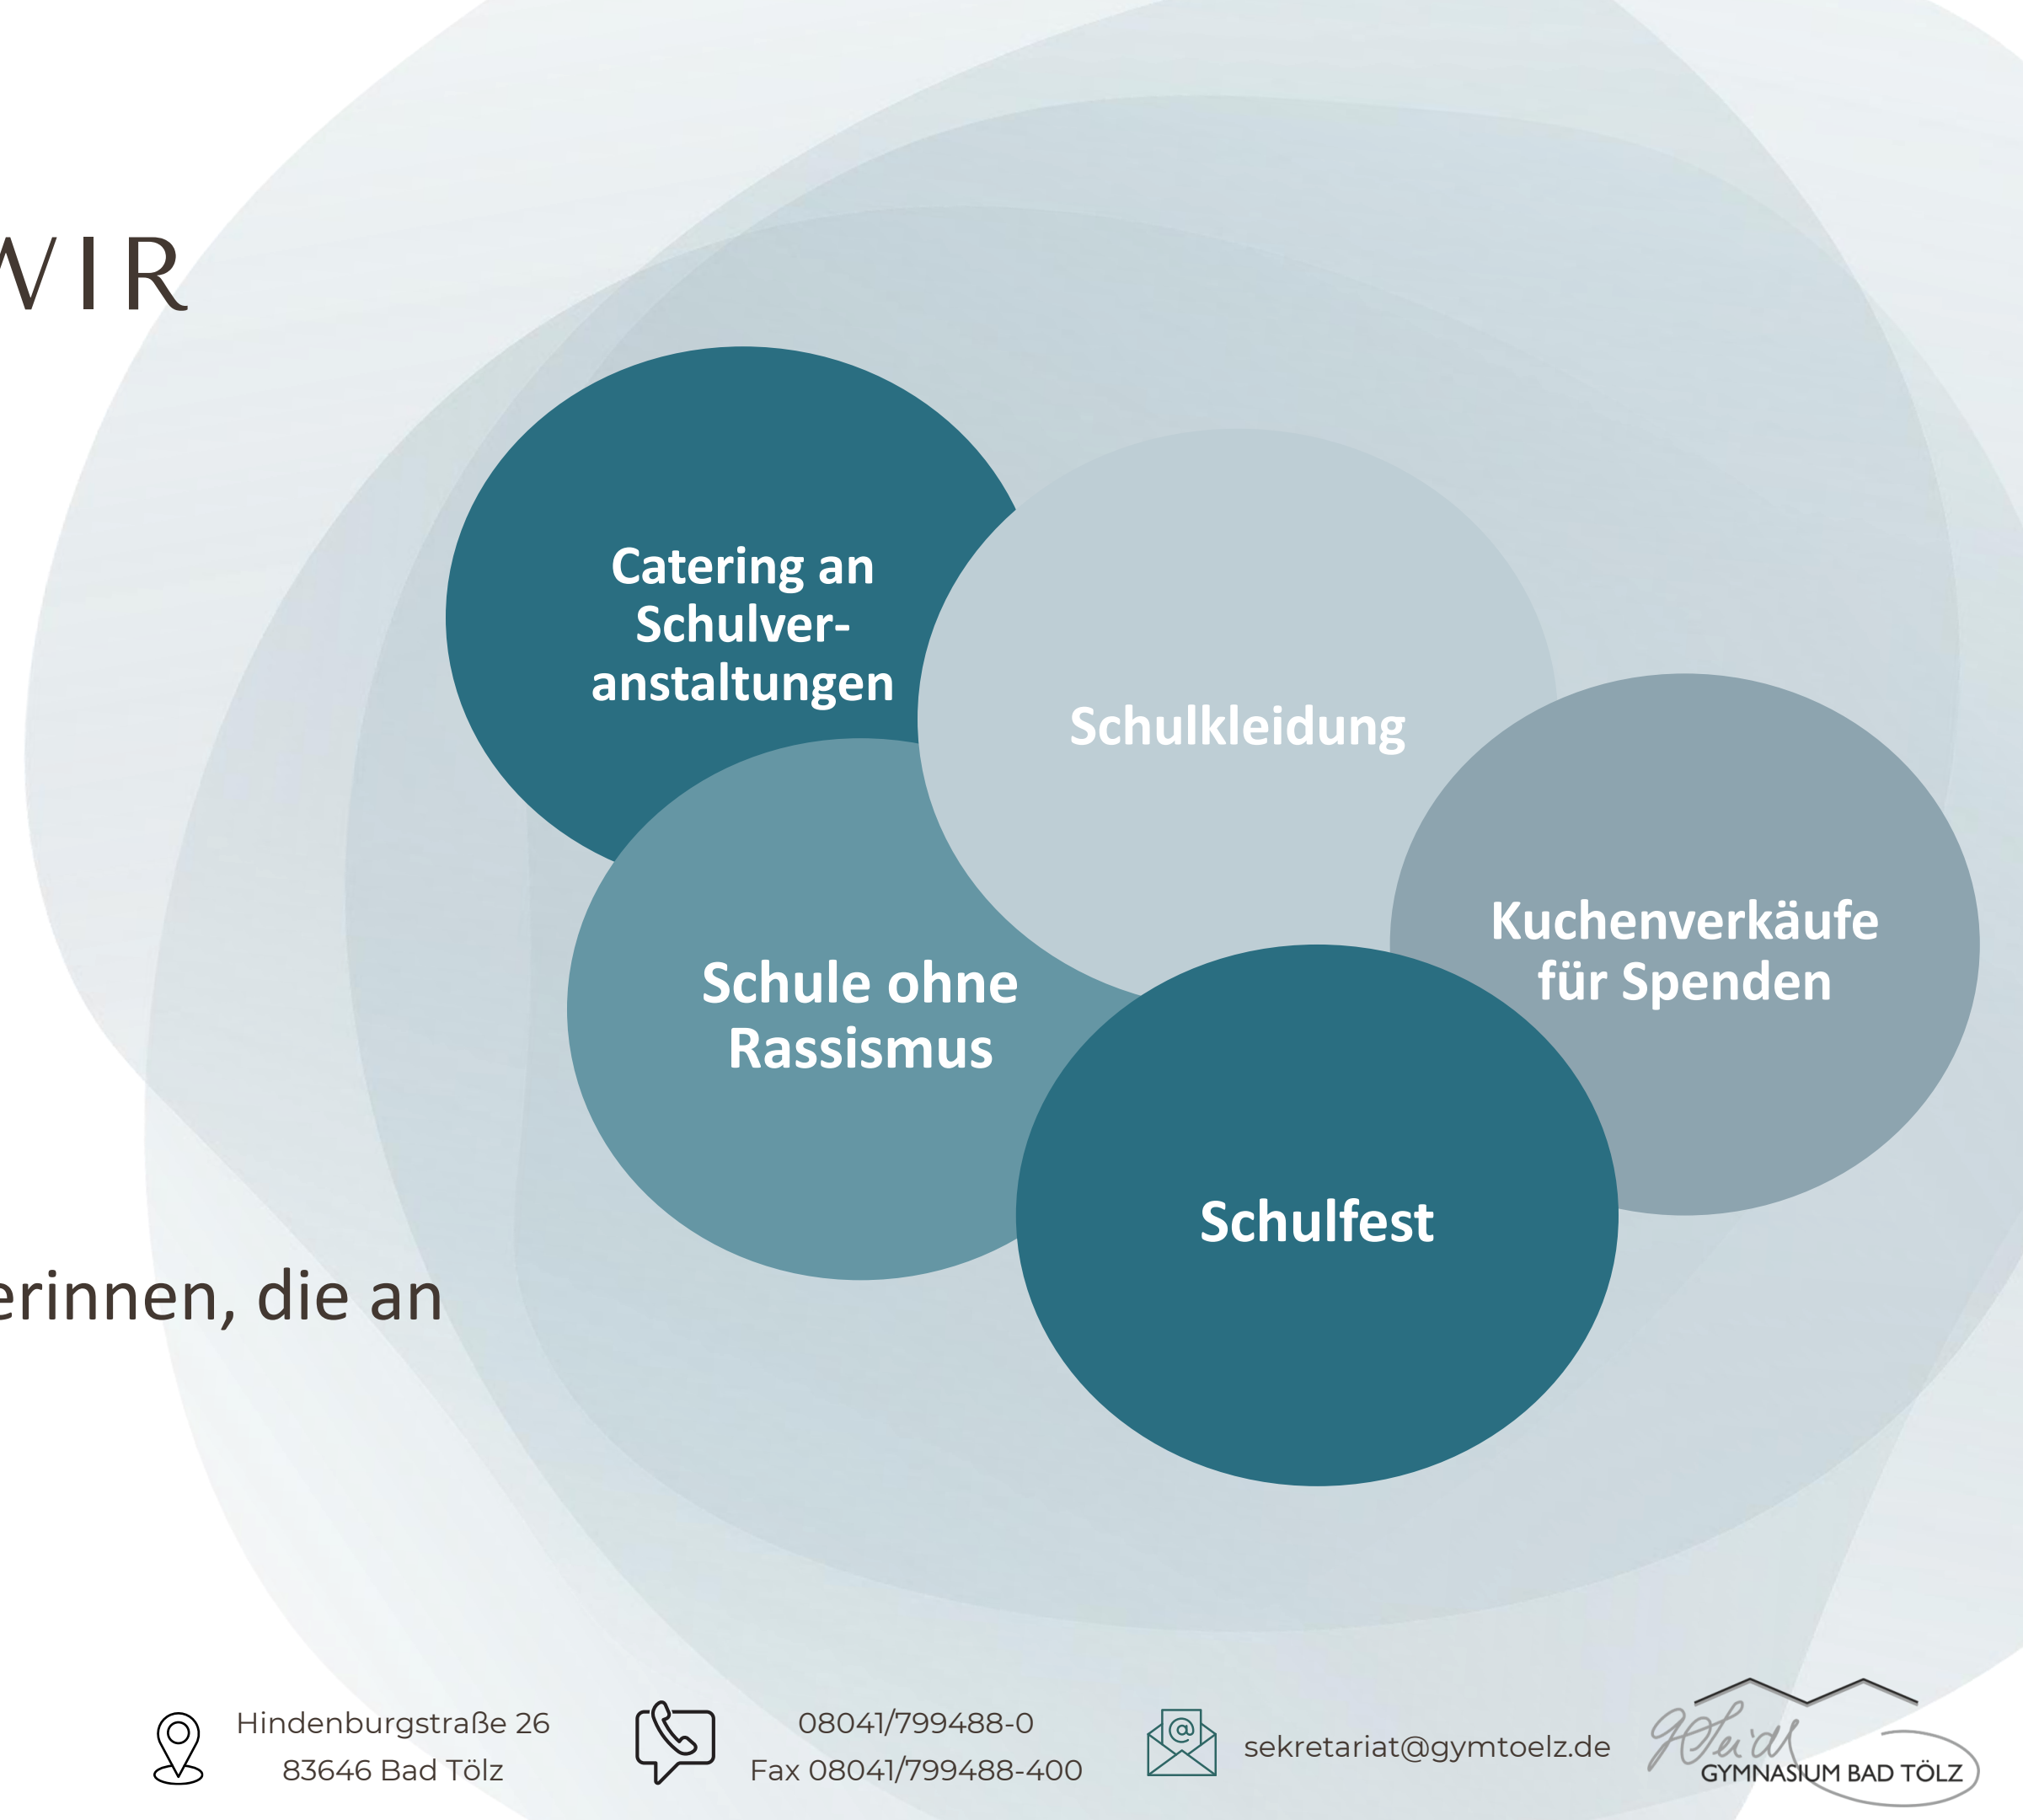 WIR
Catering an
Schulver-
anstaltungen
Schulkleidung
Kuchenverkäufe
für Spenden
Schule ohne
Rassismus
Schulfest
erinnen, die an
Hindenburgstraße 26
83646 Bad Tölz
08041/799488-0
Fax 08041/799488-400
sekretariat@gymtoelz.de
GYMNASIUM BAD TÖLZ